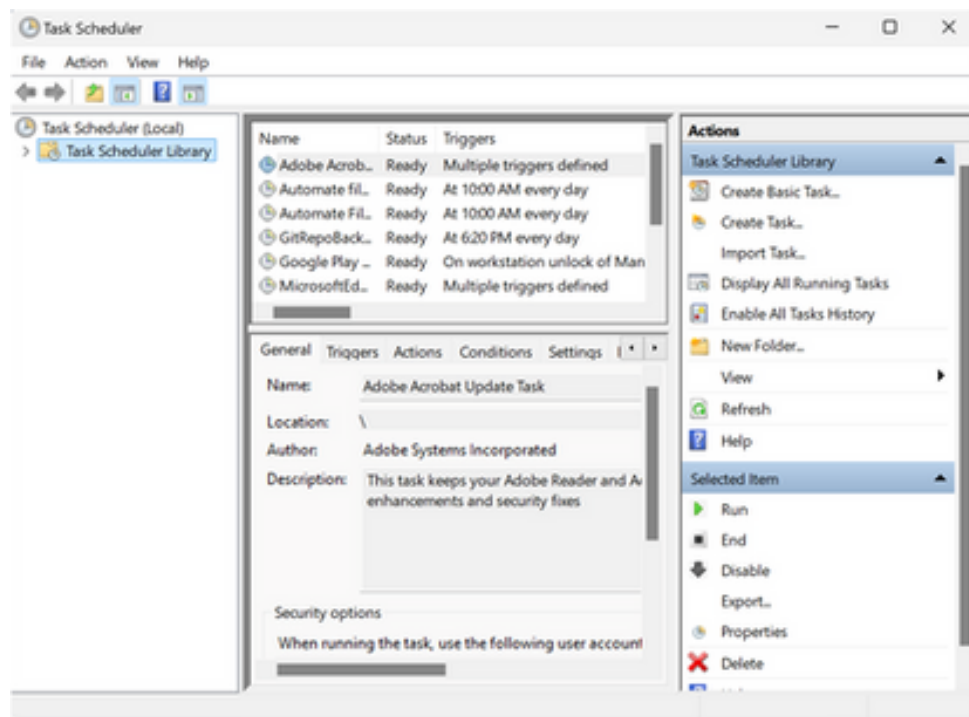 Task Scheduler
File Action View Help
Task Scheduler (Local)
Task Scheduler Library
Name Status Triggers
Adobe Acrob... Ready Multiple triggers defined
Automate fil... Ready At 10:00 AM every day
Automate Fil... Ready At 10:00 AM every day
GitRepoBack... Ready At 6:20 PM every day
Google Play ... Ready On workstation unlock of Man
MicrosoftEd... Ready Multiple triggers defined
General Triggers Actions Conditions Settings
Name: Adobe Acrobat Update Task
Location: \
Author: Adobe Systems Incorporated
Description: This task keeps your Adobe Reader and A
enhancements and security fixes
Security options
When running the task, use the following user account
Actions
Task Scheduler Library
Create Basic Task...
Create Task...
Import Task...
Display All Running Tasks
Enable All Tasks History
New Folder...
View
Refresh
Help
Selected Item
Run
End
Disable
Export...
Properties
Delete